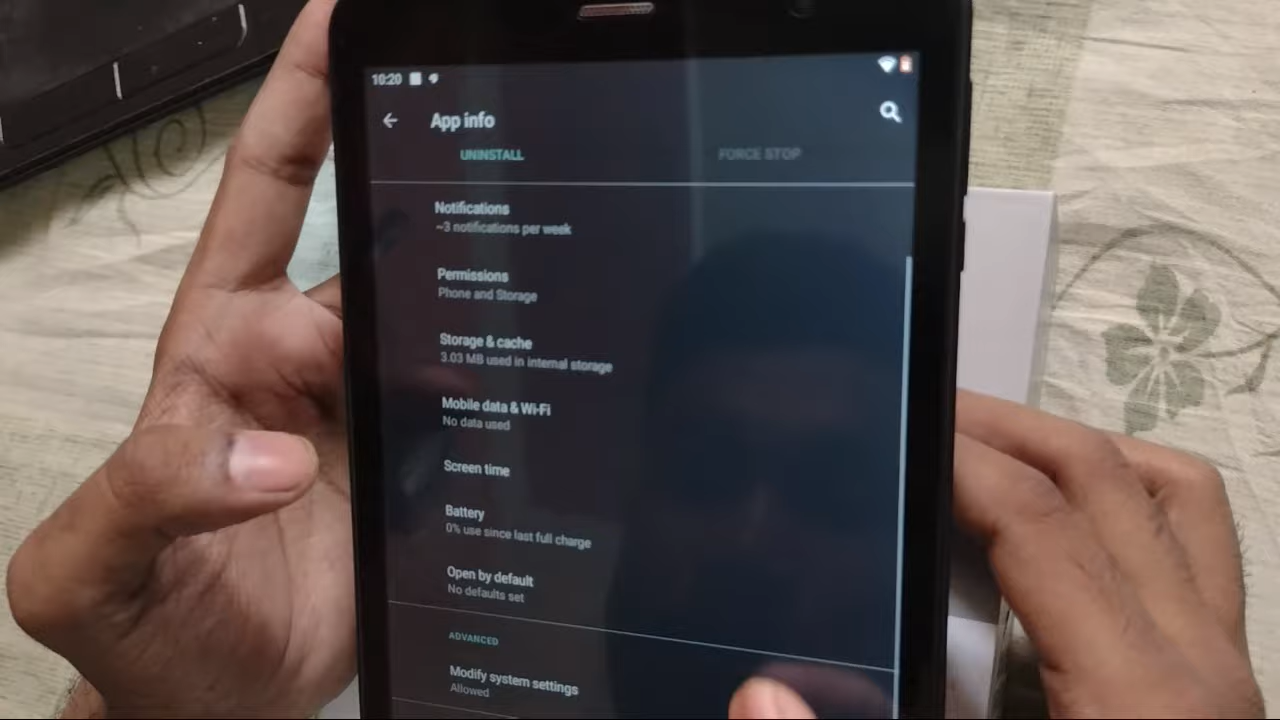 10:20
App info
UNINSTALL
FORCE STOP
Notifications
~3 notifications per week
Permissions
Phone and Storage
Storage & cache
3.03 MB used in internal storage
Mobile data & Wi-Fi
No data used
Screen time
Battery
0% use since last full charge
Open by default
No defaults set
ADVANCED
Modify system settings
Allowed